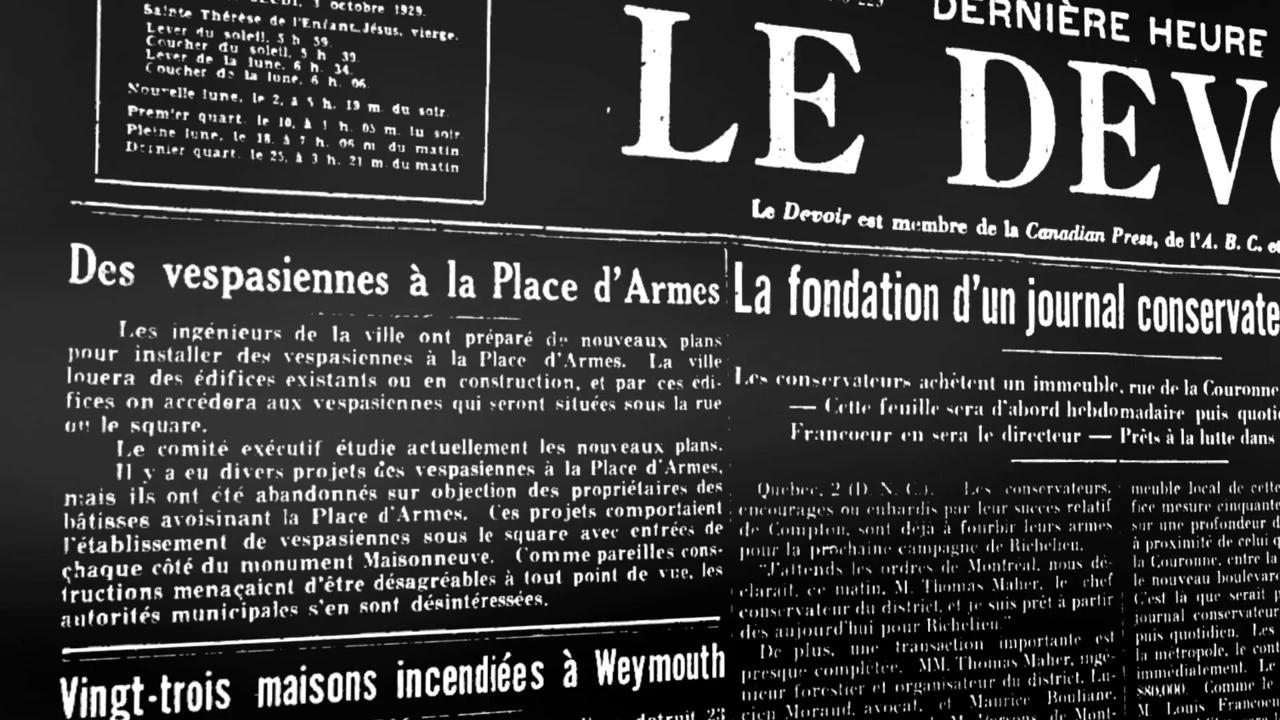 octobre 1929.
Sainte Thérèse de l'Enfant-Jésus, vierge.
Lever du soleil, 5 h. 59.
Coucher du soleil, 5 h. 39.
Lever de la lune, 6 h. 34.
Coucher de la lune, 6 h. 06.
Nouvelle lune, le 2, à 5 h. 19 m. du soir.
Premier quart. le 10, à 1 h. 05 m. du soir.
Pleine lune, le 18, à 7 h. 06 m. du matin
Dernier quart. le 25, à 3 h. 21 m. du matin
DERNIÈRE HEURE
LE DEVO
Le Devoir est membre de la Canadian Press, de l'A. B. C. e
Des vespasiennes à la Place d'Armes
Les ingénieurs de la ville ont préparé de nouveaux plans
pour installer des vespasiennes à la Place d'Armes. La ville
louera des édifices existants ou en construction, et par ces édi-
fices on accédera aux vespasiennes qui seront situées sous la rue
ou le square.
Le comité exécutif étudie actuellement les nouveaux plans.
Il y a eu divers projets des vespasiennes à la Place d'Armes,
mais ils ont été abandonnés sur objection des propriétaires des
bâtisses avoisinant la Place d'Armes. Ces projets comportaient
l'établissement de vespasiennes sous le square avec entrées de
chaque côté du monument Maisonneuve. Comme pareilles cons-
tructions menaçaient d'être désagréables à tout point de vue, les
autorités municipales s'en sont désintéressées.
Vingt-trois maisons incendiées à Weymouth
La fondation d'un journal conservate
Les conservateurs achètent un immeuble, rue de la Couronne
— Cette feuille sera d'abord hebdomadaire puis quoti
Francoeur en sera le directeur — Prêts à la lutte dans
Québec, 2 (D. N. C.). Les conservateurs,
encouragés ou enhardis par leur succès relatif
de Compton, sont déjà à fourbir leurs armes
pour la prochaine campagne de Richelieu.
"J'attends les ordres de Montréal, nous dé-
clarait, ce matin, M. Thomas Maher, le chef
conservateur du district, et je suis prêt à partir
dès aujourd'hui pour Richelieu."
De plus, une transaction importante est
presque complétée. MM. Thomas Maher, ingé-
nieur forestier et organisateur du district, Lu-
cien Moraud, avocat, et Maurice Bouliane,
de Mont-
meuble local de cette
fice mesure cinquante
sur une profondeur d
à proximité de celui q
la Couronne, entre la
le nouveau boulevar
C'est là que serait p
journal conservateur
puis quotidien. Les
la métropole, le cont
immédiatement. Le
$80,000. Comme le
M. Louis Francoeu